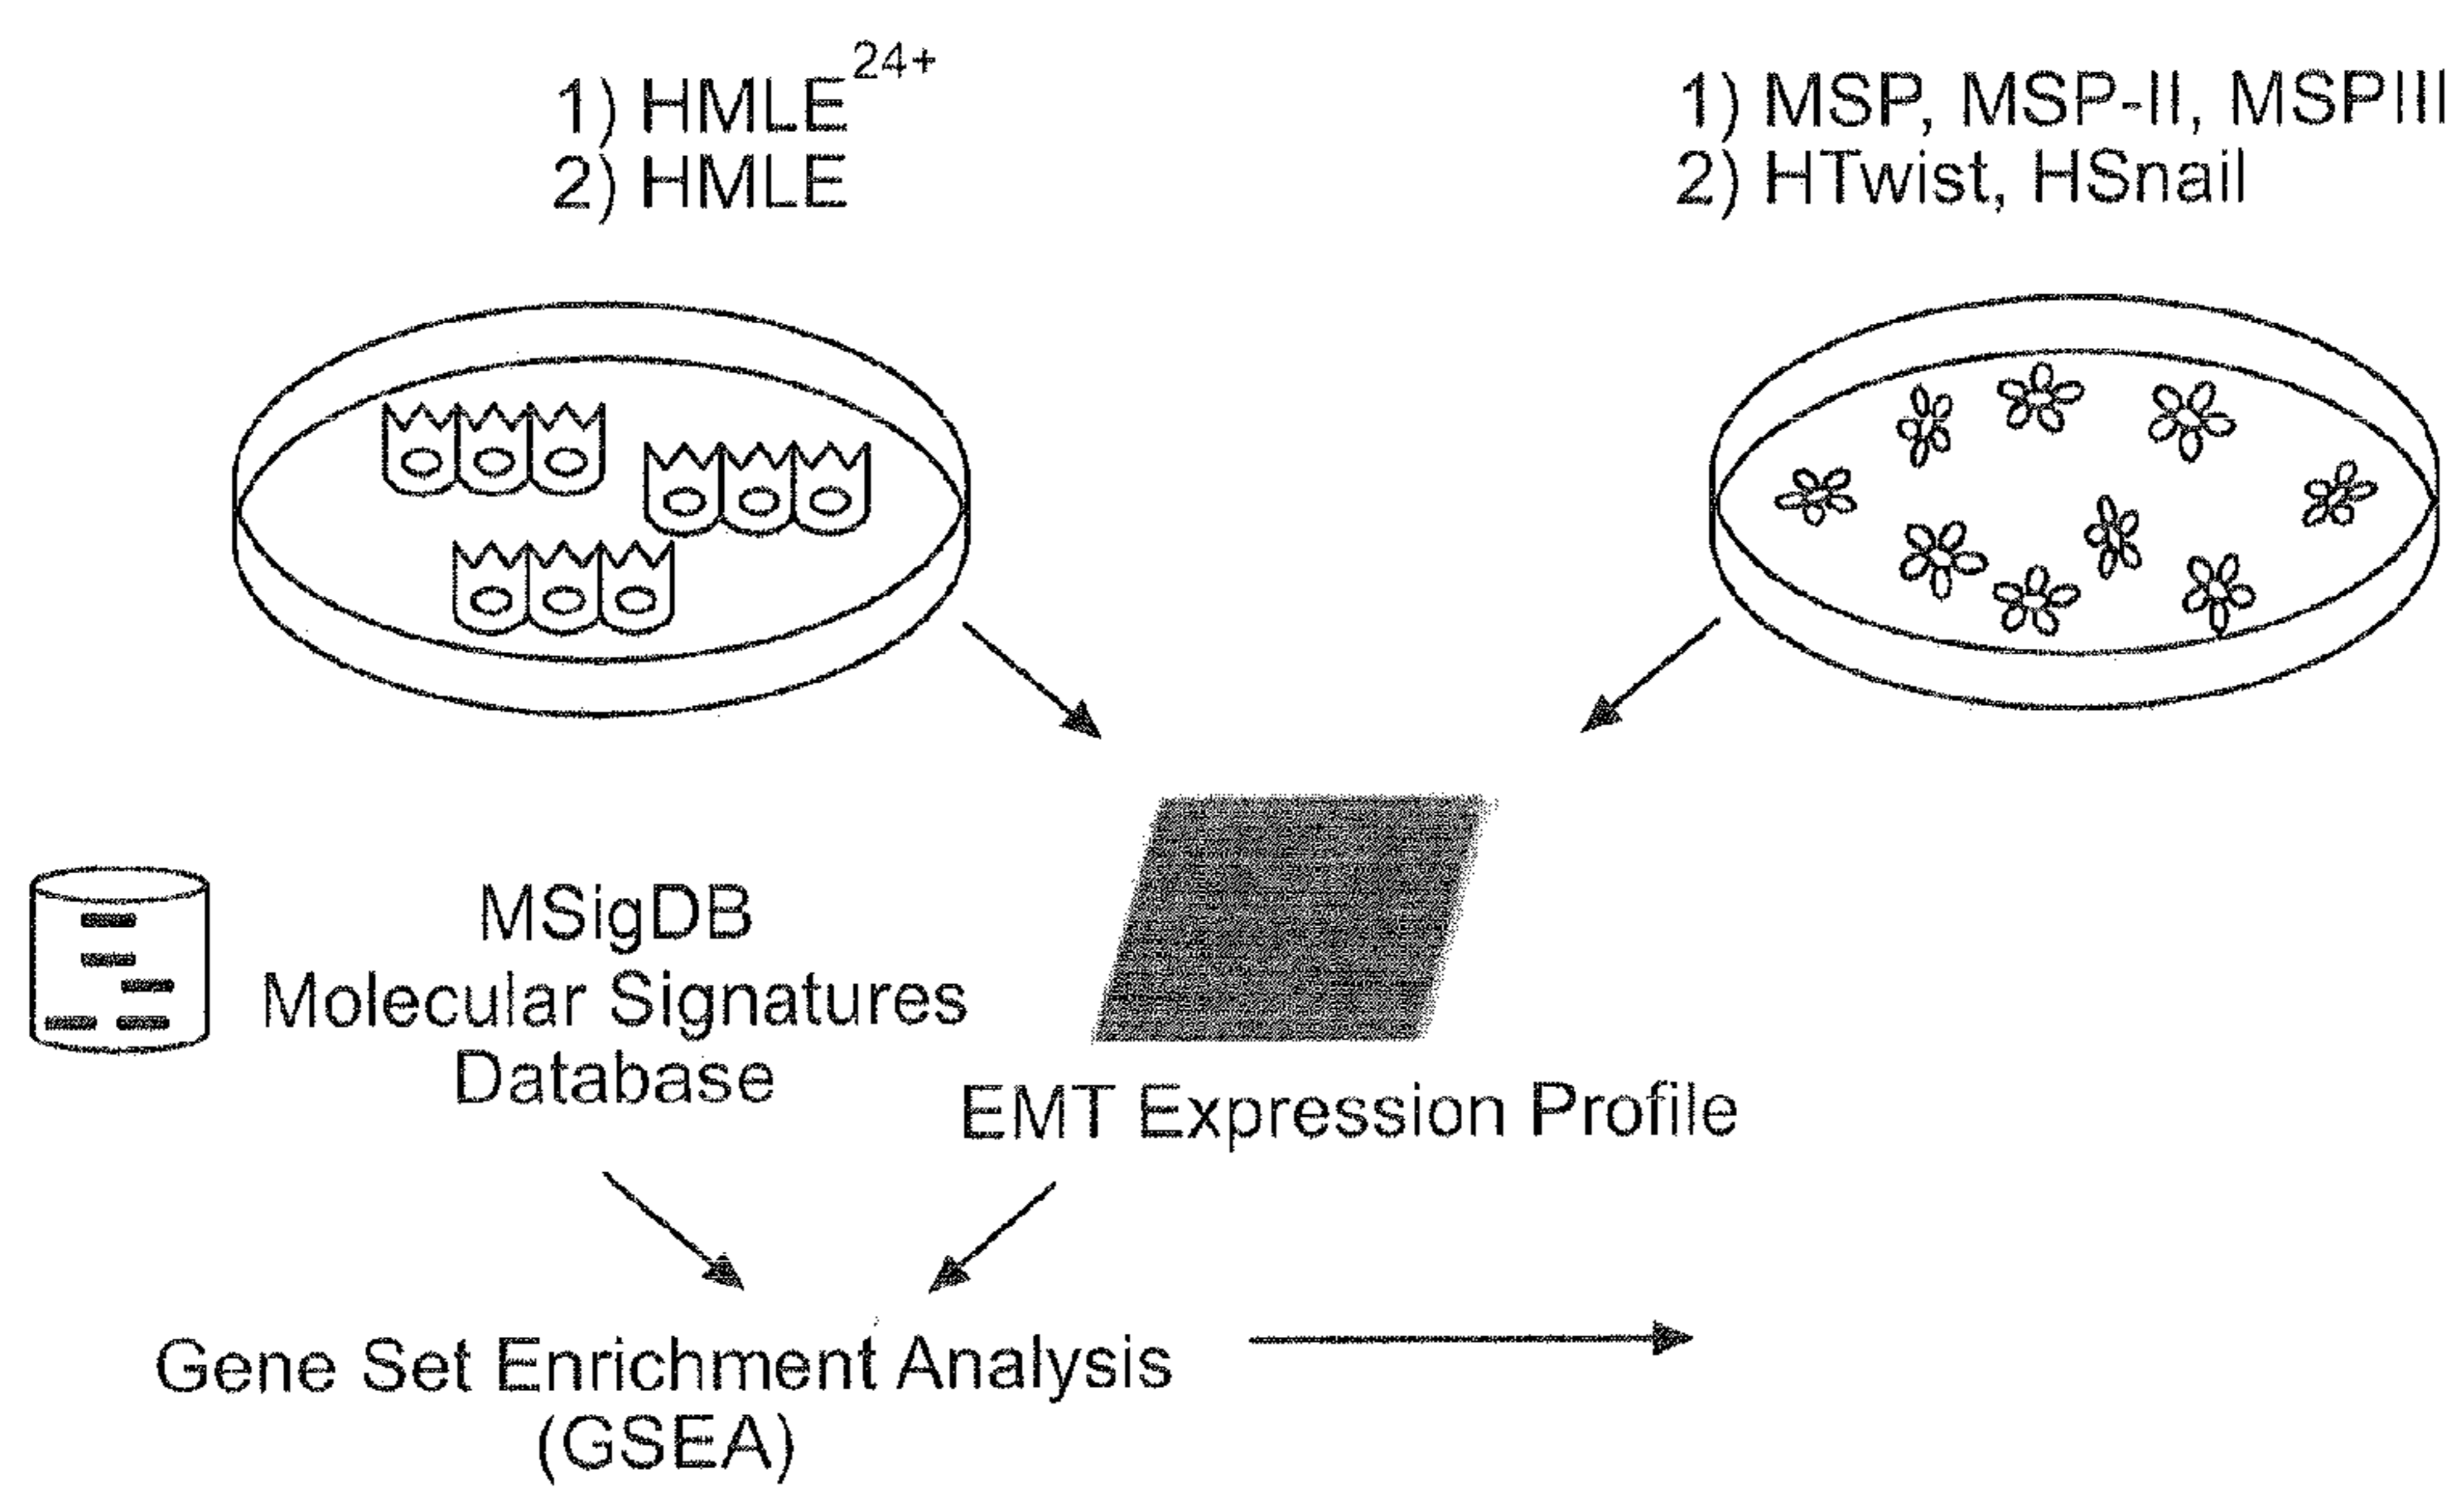 1) HMLE24+
2) HMLE
1) MSP, MSP-II, MSPIII
2) HTwist, HSnail
MSigDB
Molecular Signatures
Database
EMT Expression Profile
Gene Set Enrichment Analysis
(GSEA)